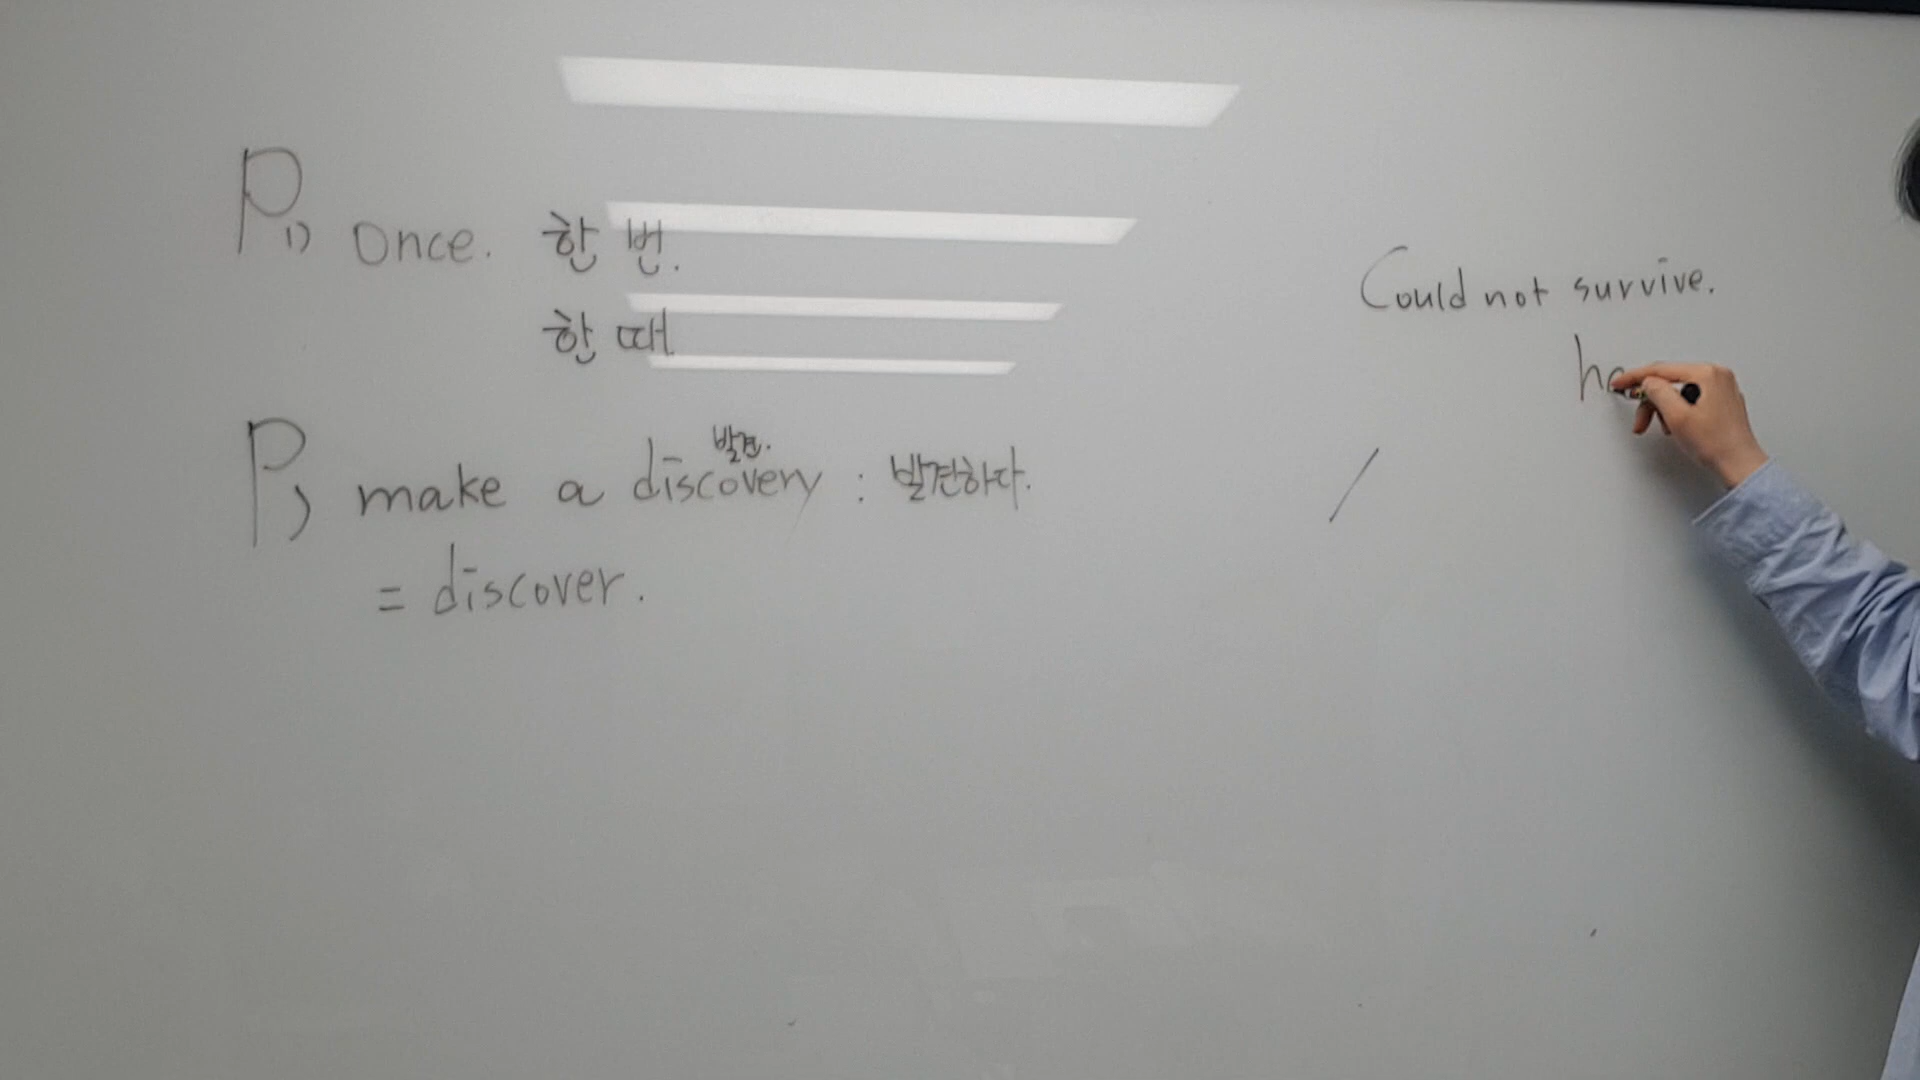 P1) Once. 한 번.
한 때
P) make a discovery : 발견하다.
발견.
= discover.
Could not survive.